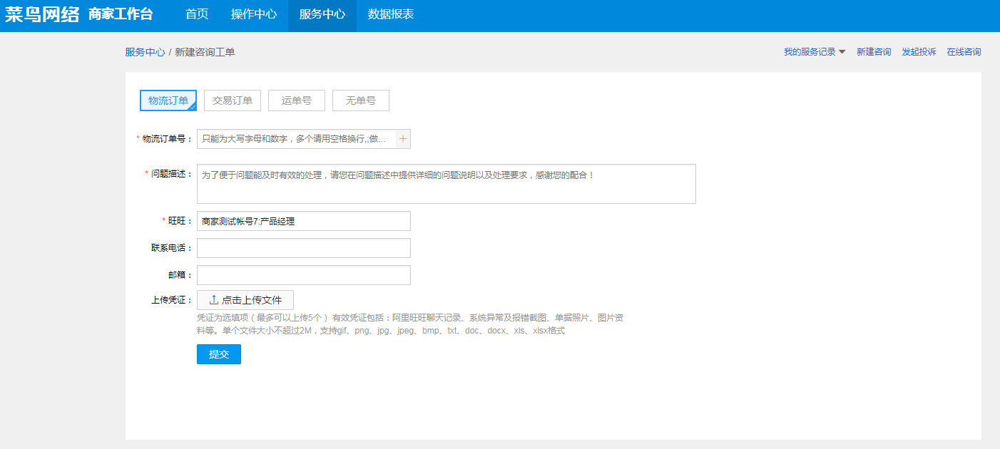 菜鸟网络 商家工作台 首页 操作中心 服务中心 数据报表
服务中心 / 新建咨询工单 我的服务记录 新建咨询 发起投诉 在线咨询
物流订单 交易订单 运单号 无单号
* 物流订单号： 只能为大写字母和数字，多个请用空格换行,;做... +
* 问题描述： 为了便于问题能及时有效的处理，请您在问题描述中提供详细的问题说明以及处理要求，感谢您的配合！
* 旺旺： 商家测试帐号7:产品经理
联系电话：
邮箱：
上传凭证： 点击上传文件
凭证为选填项（最多可以上传5个） 有效凭证包括：阿里旺旺聊天记录、系统异常及报错截图、单据照片、图片资
料等。单个文件大小不超过2M，支持gif、png、jpg、jpeg、bmp、txt、doc、docx、xls、xlsx格式
提交